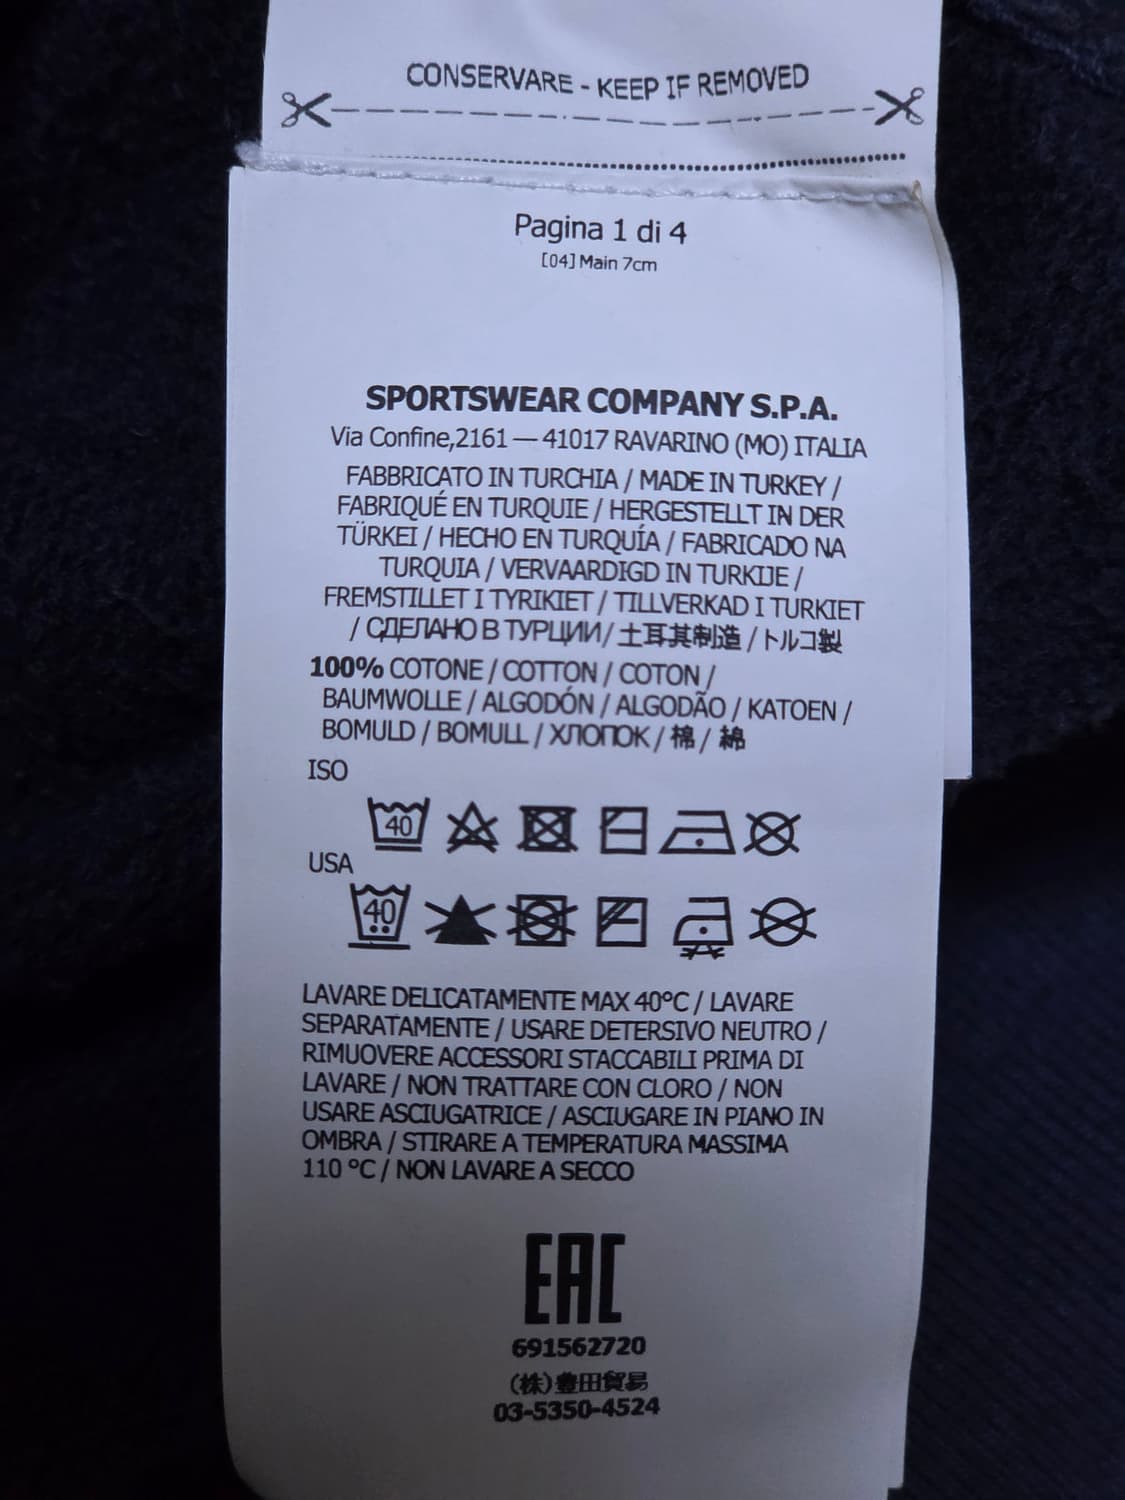 CONSERVARE - KEEP IF REMOVED
Pagina 1 di 4
[04] Main 7cm
SPORTSWEAR COMPANY S.P.A.
Via Confine,2161 — 41017 RAVARINO (MO) ITALIA
FABBRICATO IN TURCHIA / MADE IN TURKEY /
FABRIQUÉ EN TURQUIE / HERGESTELLT IN DER
TÜRKEI / HECHO EN TURQUÍA / FABRICADO NA
TURQUIA / VERVAARDIGD IN TURKIJE /
FREMSTILLET I TYRIKIET / TILLVERKAD I TURKIET
/ СДЕЛАНО В ТУРЦИИ / 土耳其制造 / トルコ製
100% COTONE / COTTON / COTON /
BAUMWOLLE / ALGODÓN / ALGODÃO / KATOEN /
BOMULD / BOMULL / ХЛОПОК / 棉 / 綿
ISO
40
USA
40
LAVARE DELICATAMENTE MAX 40°C / LAVARE
SEPARATAMENTE / USARE DETERSIVO NEUTRO /
RIMUOVERE ACCESSORI STACCABILI PRIMA DI
LAVARE / NON TRATTARE CON CLORO / NON
USARE ASCIUGATRICE / ASCIUGARE IN PIANO IN
OMBRA / STIRARE A TEMPERATURA MASSIMA
110 °C / NON LAVARE A SECCO
EAC
691562720
(株)豊田貿易
03-5350-4524